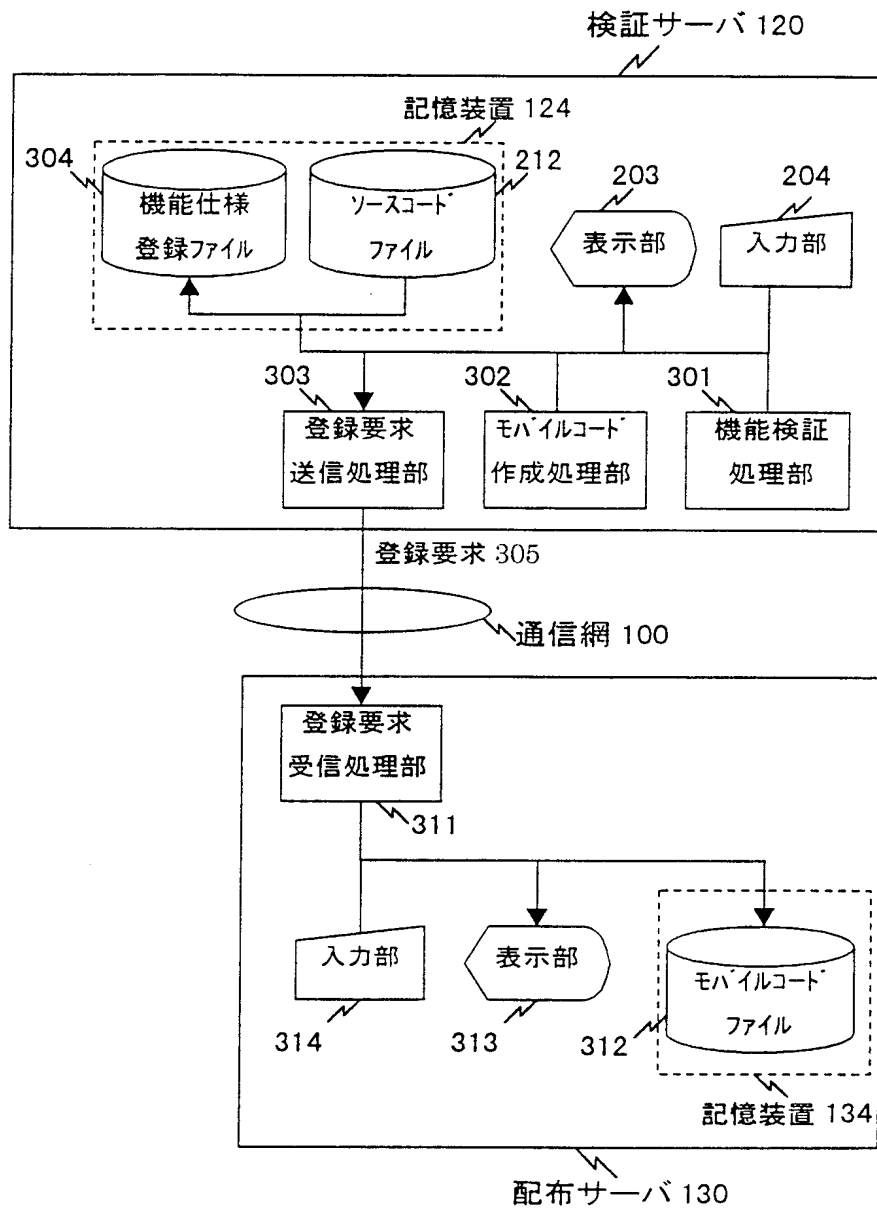 検証サーバ 120
記憶装置 124
304
212
203
204
機能仕様
登録ファイル
ソースコード
ファイル
表示部
入力部
303
302
301
登録要求
送信処理部
モバイルコード
作成処理部
機能検証
処理部
登録要求 305
通信網 100
登録要求
受信処理部
311
入力部
表示部
モバイルコード
ファイル
314
313
312
記憶装置 134
配布サーバ 130